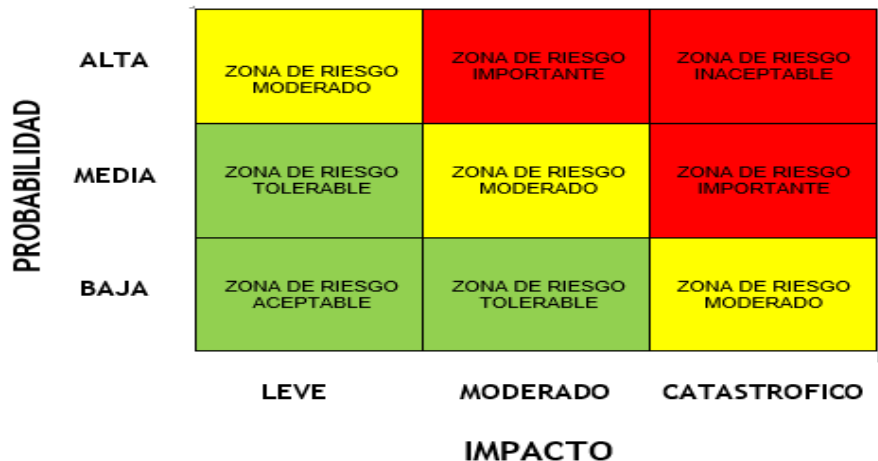 PROBABILIDAD
ALTA
ZONA DE RIESGO
MODERADO
ZONA DE RIESGO
IMPORTANTE
ZONA DE RIESGO
INACEPTABLE
MEDIA
ZONA DE RIESGO
TOLERABLE
ZONA DE RIESGO
MODERADO
ZONA DE RIESGO
IMPORTANTE
BAJA
ZONA DE RIESGO
ACEPTABLE
ZONA DE RIESGO
TOLERABLE
ZONA DE RIESGO
MODERADO
LEVE
MODERADO
CATASTROFICO
IMPACTO